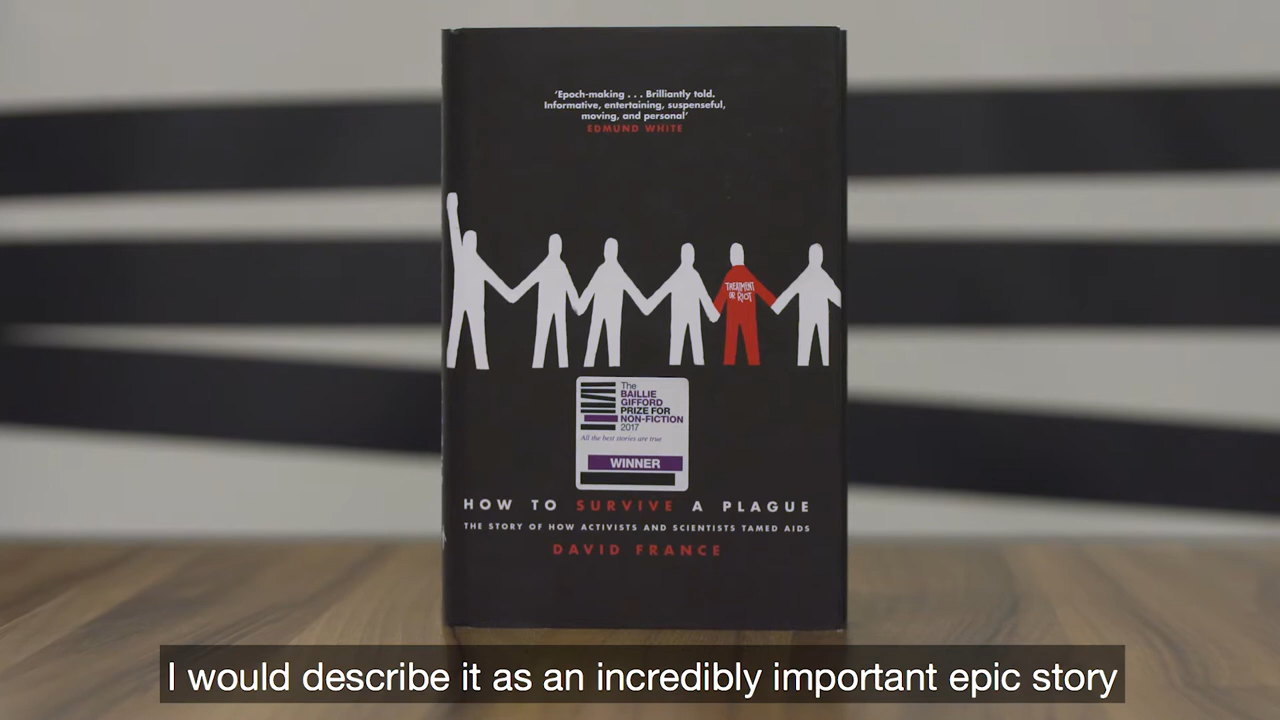 ‘Epoch-making . . . Brilliantly told.
Informative, entertaining, suspenseful,
moving, and personal’
EDMUND WHITE
TREATMENT
OR RIOT
The
BAILLIE
GIFFORD
PRIZE FOR
NON-FICTION
2017
All the best stories are true
WINNER
HOW TO SURVIVE A PLAGUE
THE STORY OF HOW ACTIVISTS AND SCIENTISTS TAMED AIDS
DAVID FRANCE
I would describe it as an incredibly important epic story